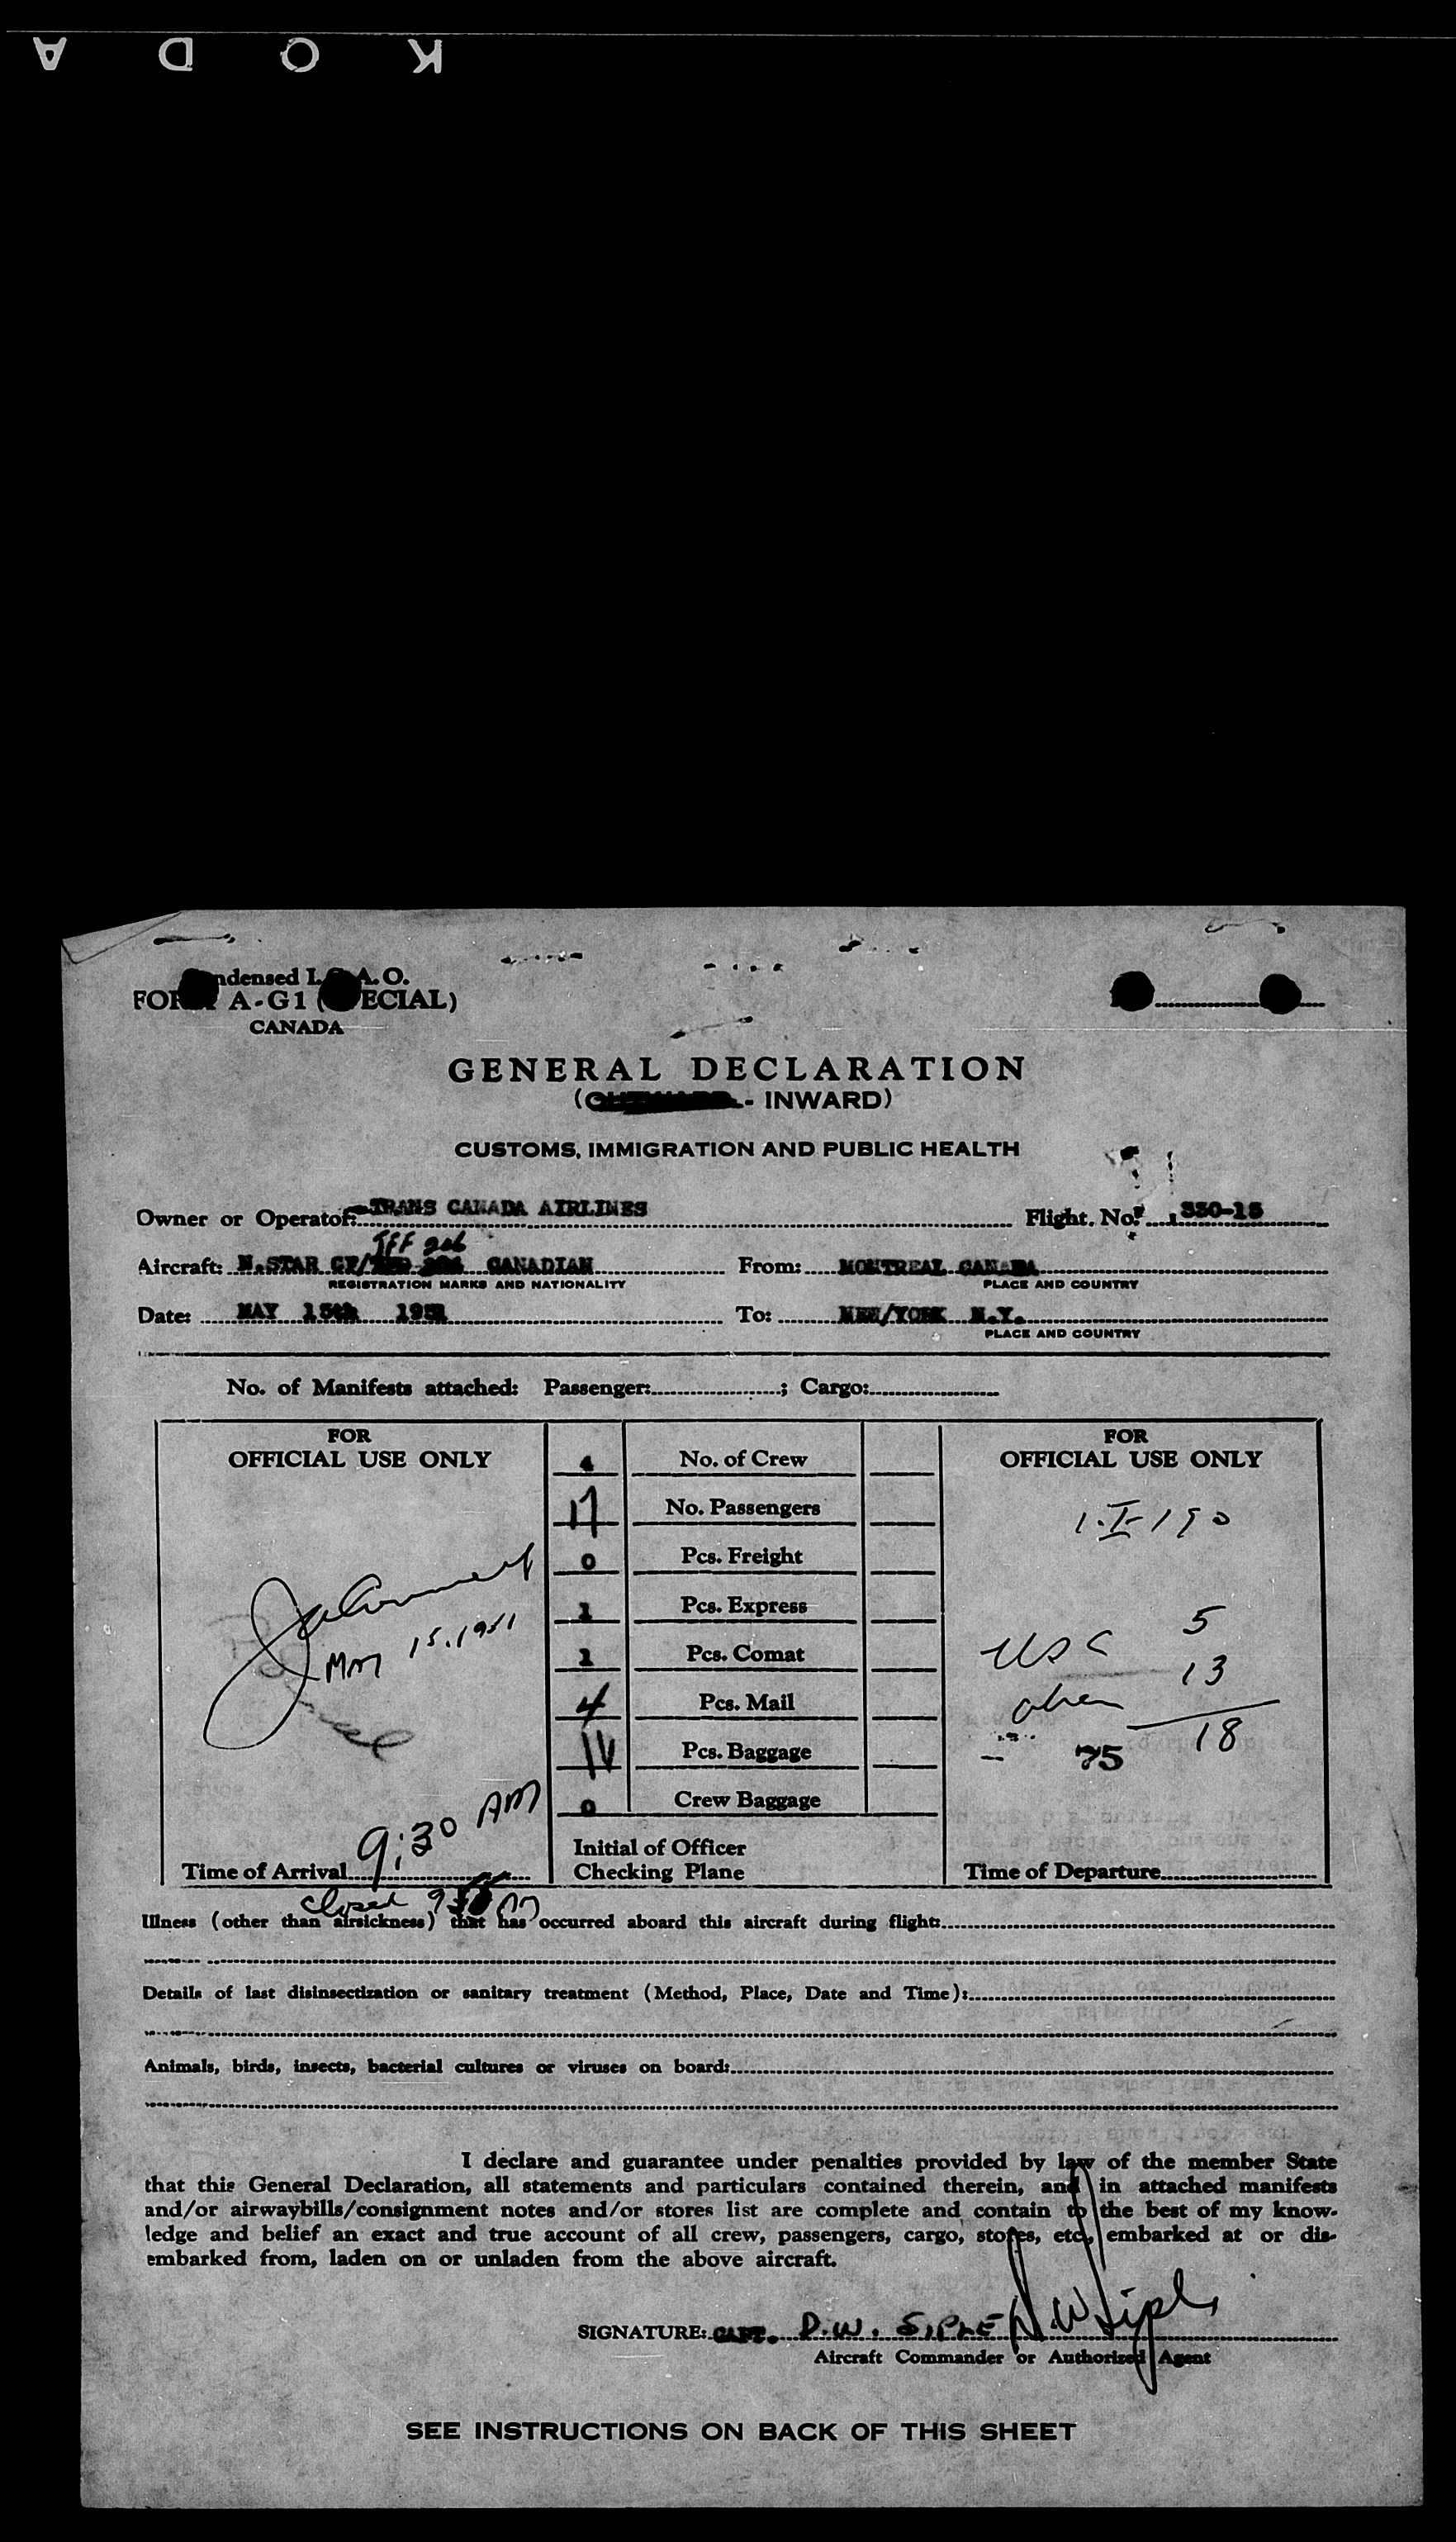 K O D A
ndensed I. A. O.
FOR A-G1 ( ECIAL)
CANADA
GENERAL DECLARATION
( - INWARD)
CUSTOMS, IMMIGRATION AND PUBLIC HEALTH
Owner or Operator: TRANS CANADA AIRLINES Flight. No. 330-15
TFF
Aircraft: N.STAR CF/ CANADIAN From: MONTREAL CANADA
REGISTRATION MARKS AND NATIONALITY PLACE AND COUNTRY
Date: MAY 15th 1951 To: NEW/YORK N.Y.
PLACE AND COUNTRY
No. of Manifests attached: Passenger: ; Cargo:
FOR OFFICIAL USE ONLY
4 No. of Crew
17 No. Passengers
0 Pcs. Freight
1 Pcs. Express
1 Pcs. Comat
4 Pcs. Mail
Pcs. Baggage
0 Crew Baggage
15.1951
9:30 AM
Time of Arrival
Initial of Officer
Checking Plane
FOR OFFICIAL USE ONLY
5
13
18
75
Time of Departure
closed
Illness (other than airsickness) that has occurred aboard this aircraft during flight:
Details of last disinsectization or sanitary treatment (Method, Place, Date and Time):
Animals, birds, insects, bacterial cultures or viruses on board:
I declare and guarantee under penalties provided by law of the member State
that this General Declaration, all statements and particulars contained therein, and in attached manifests
and/or airwaybills/consignment notes and/or stores list are complete and contain to the best of my know-
ledge and belief an exact and true account of all crew, passengers, cargo, stores, etc., embarked at or dis-
embarked from, laden on or unladen from the above aircraft.
SIGNATURE: CAPT. D.W. SIPLE D.W. Siple
Aircraft Commander or Authorized Agent
SEE INSTRUCTIONS ON BACK OF THIS SHEET